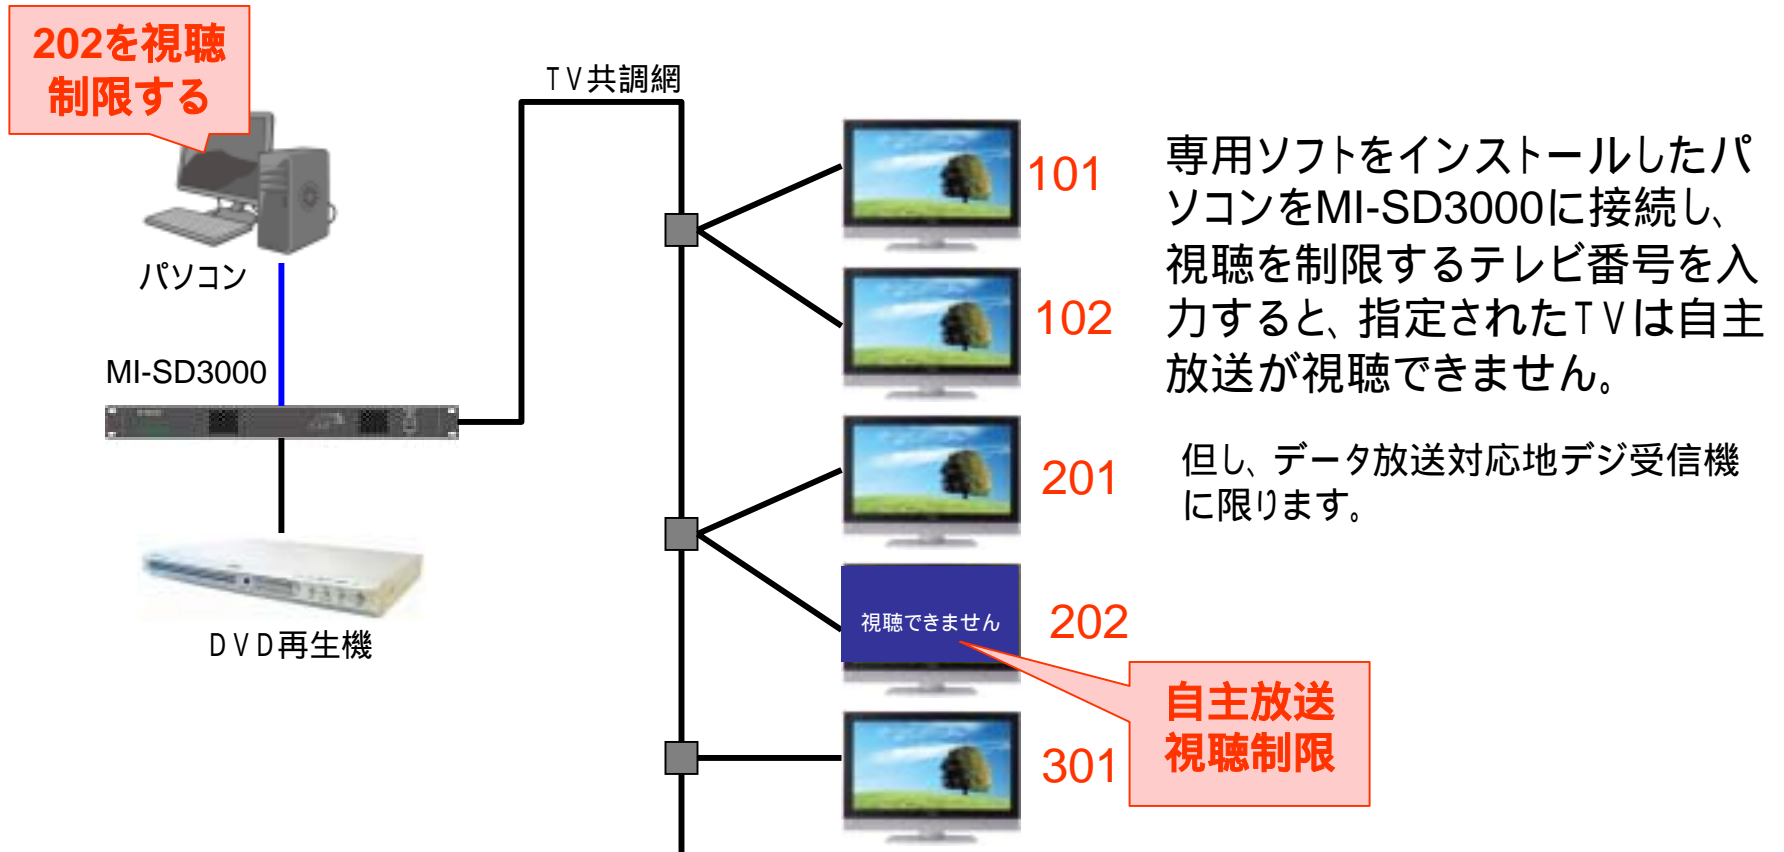 202を視聴
制限する
TV共調網
パソコン
MI-SD3000
DVD再生機
101
102
201
視聴できません
202
自主放送
視聴制限
301
専用ソフトをインストールしたパ
ソコンをMI-SD3000に接続し、
視聴を制限するテレビ番号を入
力すると、指定されたTVは自主
放送が視聴できません。
但し、データ放送対応地デジ受信機
に限ります。